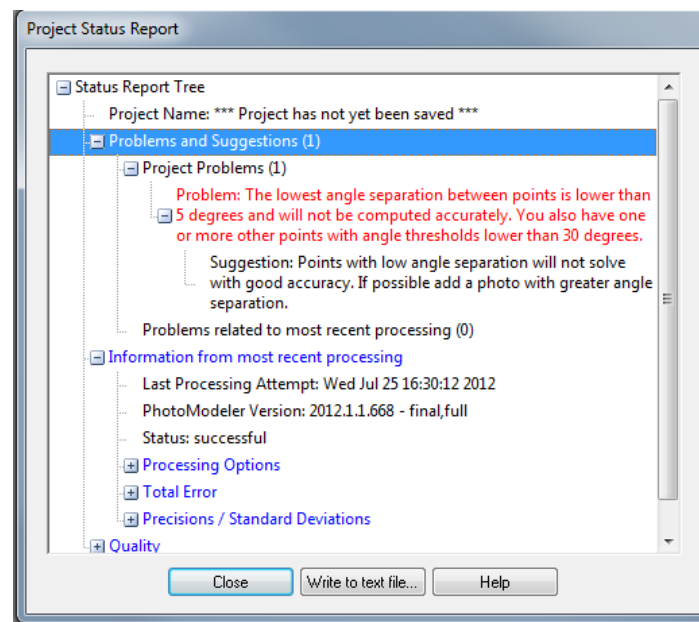 Project Status Report
Status Report Tree
Project Name: *** Project has not yet been saved ***
Problems and Suggestions (1)
Project Problems (1)
Problem: The lowest angle separation between points is lower than
5 degrees and will not be computed accurately. You also have one
or more other points with angle thresholds lower than 30 degrees.
Suggestion: Points with low angle separation will not solve
with good accuracy. If possible add a photo with greater angle
separation.
Problems related to most recent processing (0)
Information from most recent processing
Last Processing Attempt: Wed Jul 25 16:30:12 2012
PhotoModeler Version: 2012.1.1.668 - final,full
Status: successful
Processing Options
Total Error
Precisions / Standard Deviations
Quality
Close Write to text file... Help